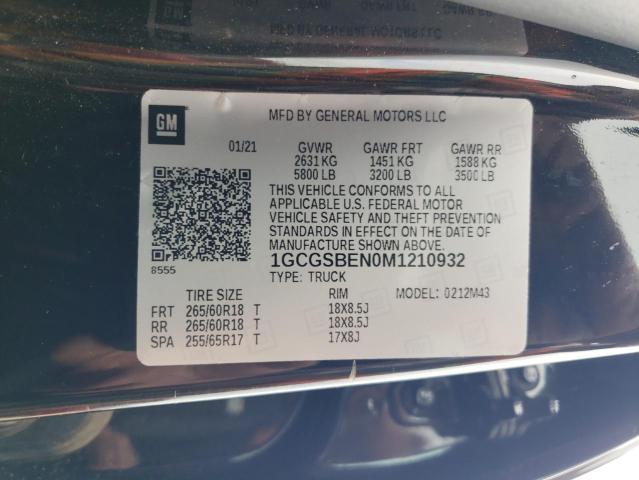 GM
MFD BY GENERAL MOTORS LLC
01/21 GVWR GAWR FRT GAWR RR
2631 KG 1451 KG 1588 KG
5800 LB 3200 LB 3500 LB
THIS VEHICLE CONFORMS TO ALL
APPLICABLE U.S. FEDERAL MOTOR
VEHICLE SAFETY AND THEFT PREVENTION
STANDARDS IN EFFECT ON THE DATE OF
MANUFACTURE SHOWN ABOVE.
1GCGSBEN0M1210932
8555
TYPE: TRUCK
TIRE SIZE RIM MODEL: 0212M43
FRT 265/60R18 T 18X8.5J
RR 265/60R18 T 18X8.5J
SPA 255/65R17 T 17X8J